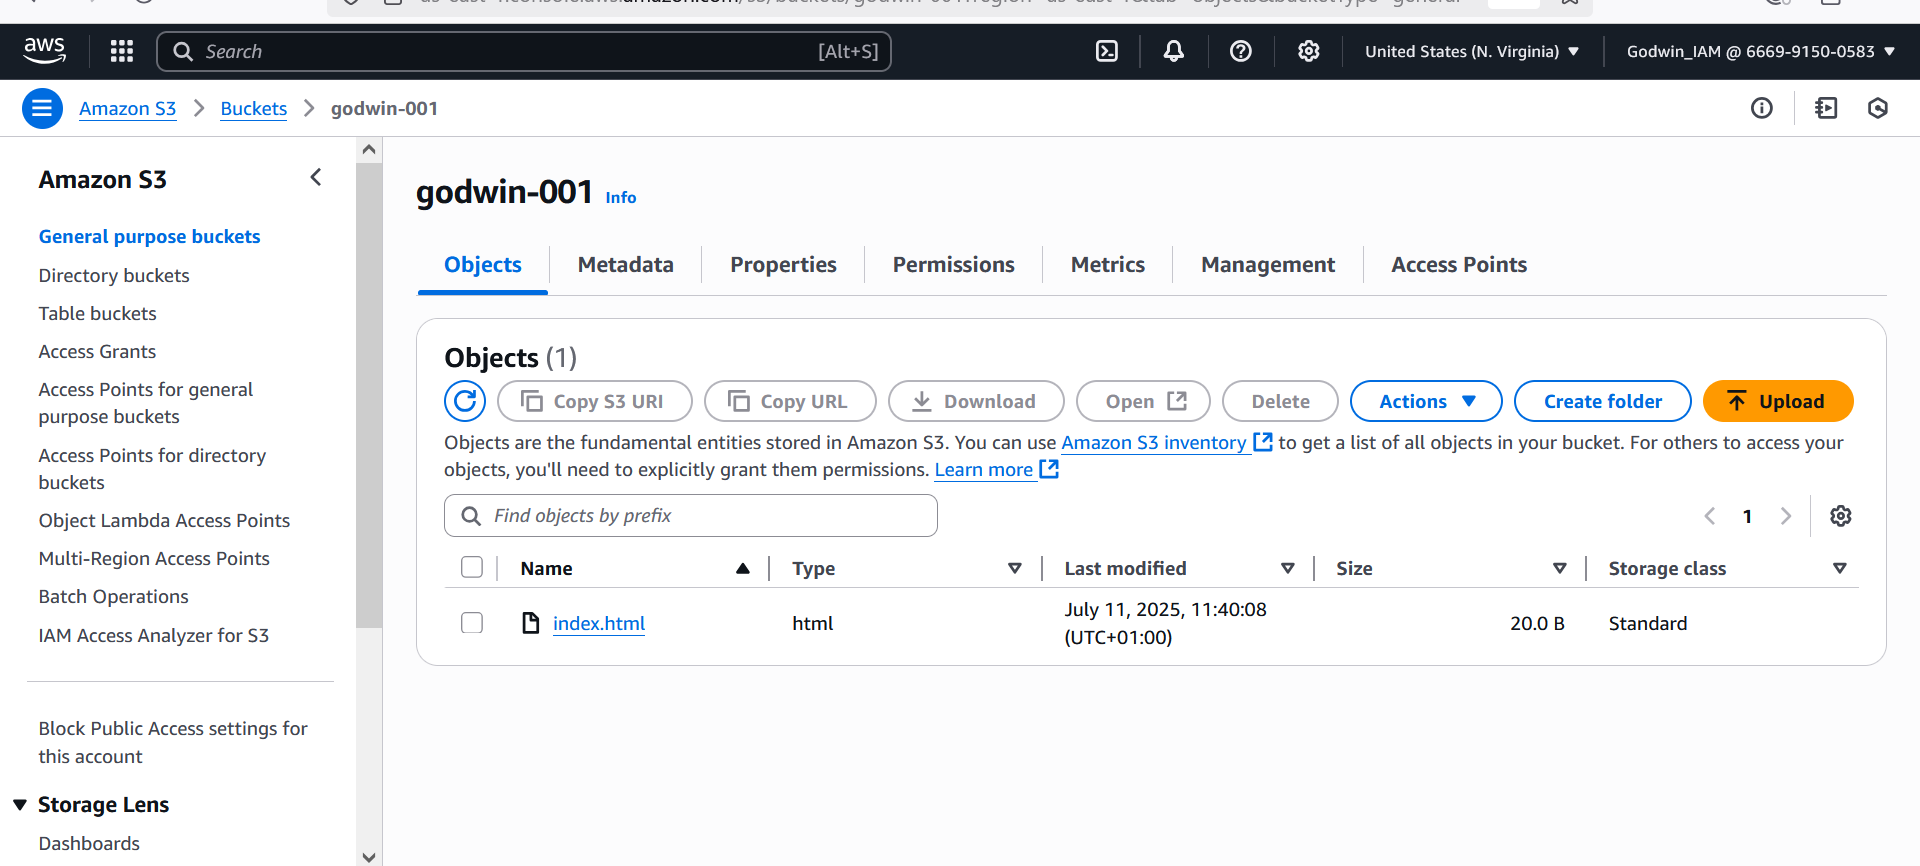 aws
Search [Alt+S]
United States (N. Virginia)
Godwin_IAM @ 6669-9150-0583
Amazon S3 > Buckets > godwin-001
Amazon S3
General purpose buckets
Directory buckets
Table buckets
Access Grants
Access Points for general
purpose buckets
Access Points for directory
buckets
Object Lambda Access Points
Multi-Region Access Points
Batch Operations
IAM Access Analyzer for S3
Block Public Access settings for
this account
Storage Lens
Dashboards
godwin-001 Info
Objects Metadata Properties Permissions Metrics Management Access Points
Objects (1)
Copy S3 URI Copy URL Download Open Delete Actions Create folder Upload
Objects are the fundamental entities stored in Amazon S3. You can use Amazon S3 inventory to get a list of all objects in your bucket. For others to access your
objects, you'll need to explicitly grant them permissions. Learn more
Find objects by prefix
1
Name Type Last modified Size Storage class
index.html html July 11, 2025, 11:40:08 20.0 B Standard
(UTC+01:00)